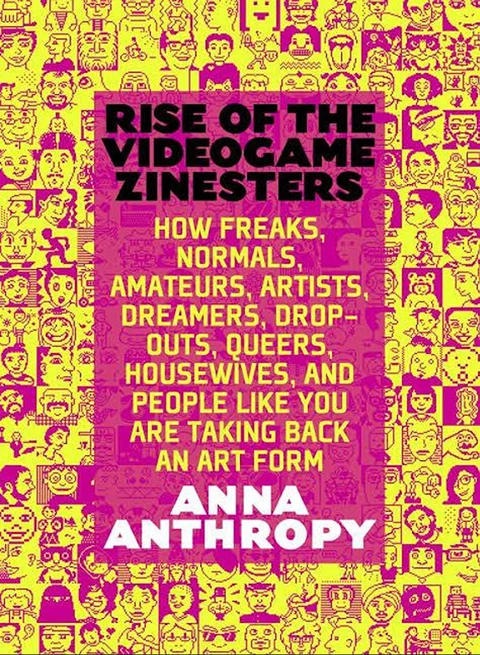 RISE OF THE
VIDEOGAME
ZINESTERS
HOW FREAKS,
NORMALS,
AMATEURS, ARTISTS,
DREAMERS, DROP-
OUTS, QUEERS,
HOUSEWIVES, AND
PEOPLE LIKE YOU
ARE TAKING BACK
AN ART FORM
ANNA
ANTHROPY